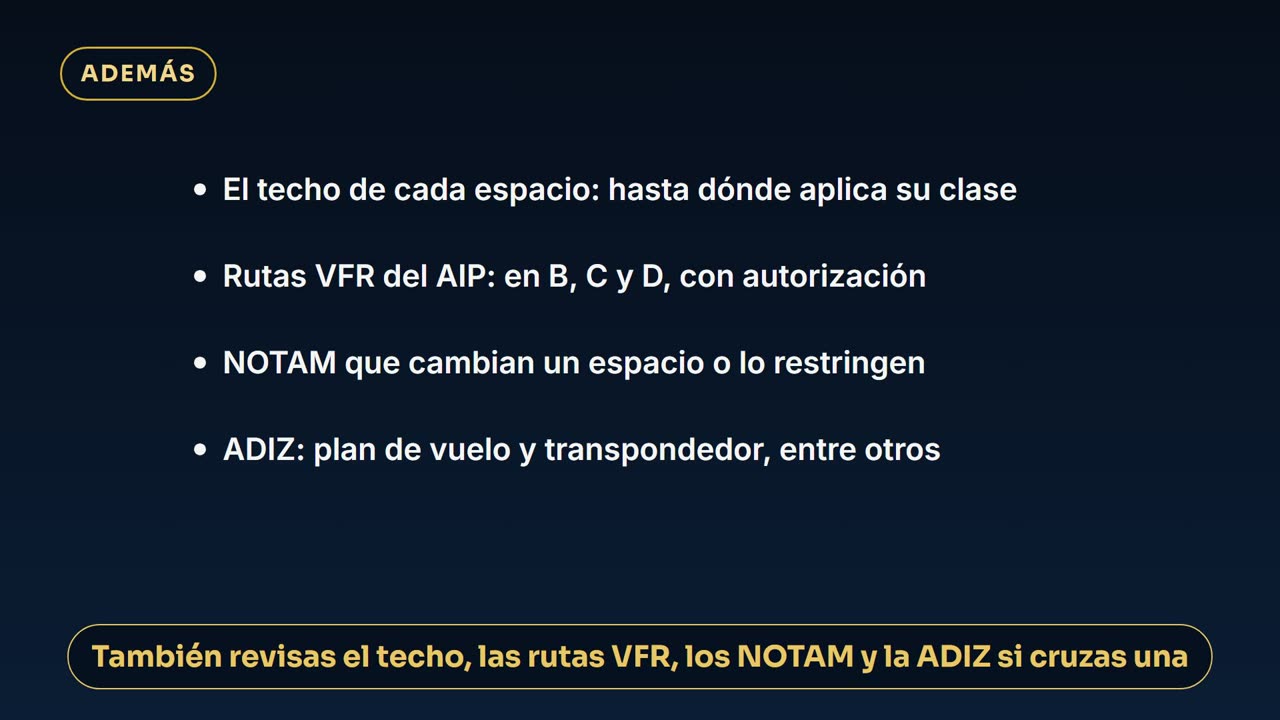 ADEMÁS
• El techo de cada espacio: hasta dónde aplica su clase
• Rutas VFR del AIP: en B, C y D, con autorización
• NOTAM que cambian un espacio o lo restringen
• ADIZ: plan de vuelo y transpondedor, entre otros
También revisas el techo, las rutas VFR, los NOTAM y la ADIZ si cruzas una